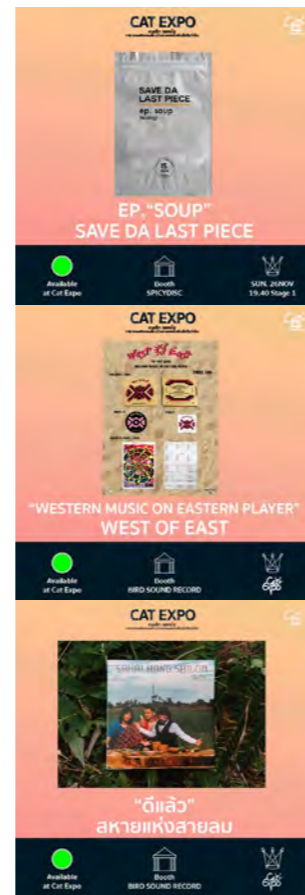 CAT EXPO
SAVE DA
LAST PIECE
ep. soup
EP."SOUP"
SAVE DA LAST PIECE
Available
at Cat Expo
Booth
SPICYDISC
SUN, 26NOV
19.40 Stage 1
CAT EXPO
WEST OF EAST
"WESTERN MUSIC ON EASTERN PLAYER"
WEST OF EAST
Available
at Cat Expo
Booth
BIRD SOUND RECORD
CAT EXPO
"ดีแล้ว"
สหายแห่งสายลม
Available
at Cat Expo
Booth
BIRD SOUND RECORD